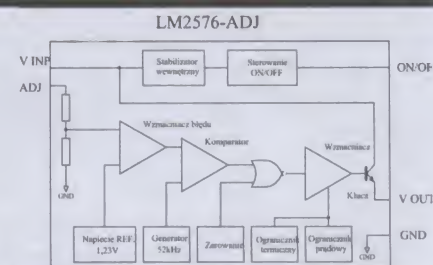 LM2576-ADJ
V INP
ADJ
ON/OF
Stabilizator
wewnętrzny
Sterowanie
ON/OFF
Wzmacniacz błędu
Komparator
Wzmacniacz
Klucz
V OUT
GND
GND
GND
Napięcie REF.
1,23V
Generator
52kHz
Zerowanie
Ogranicznik
termiczny
Ogranicznik
prądowy